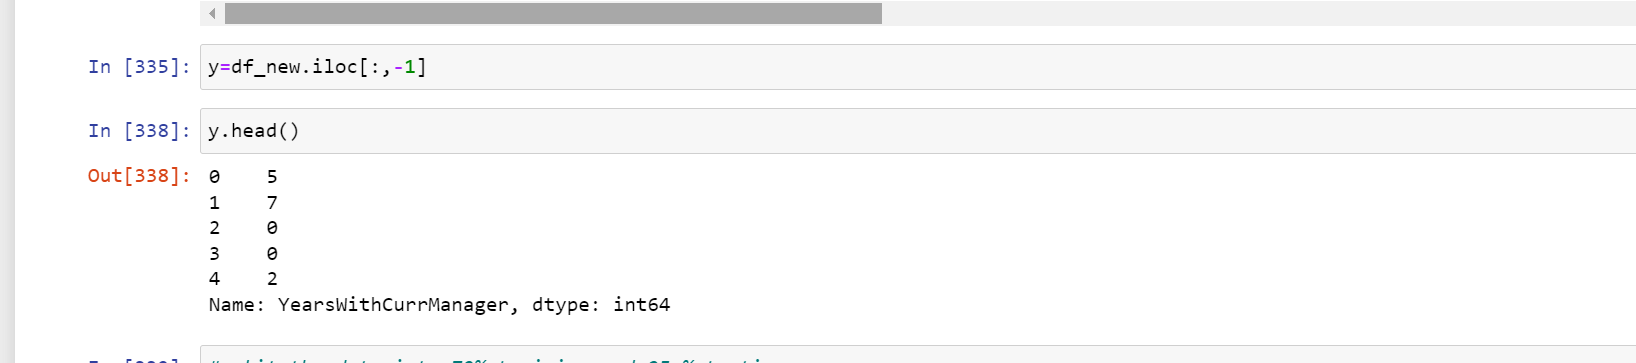 In [335]: y=df_new.iloc[:,-1]
In [338]: y.head()
Out[338]: 0 5
1 7
2 0
3 0
4 2
Name: YearsWithCurrManager, dtype: int64